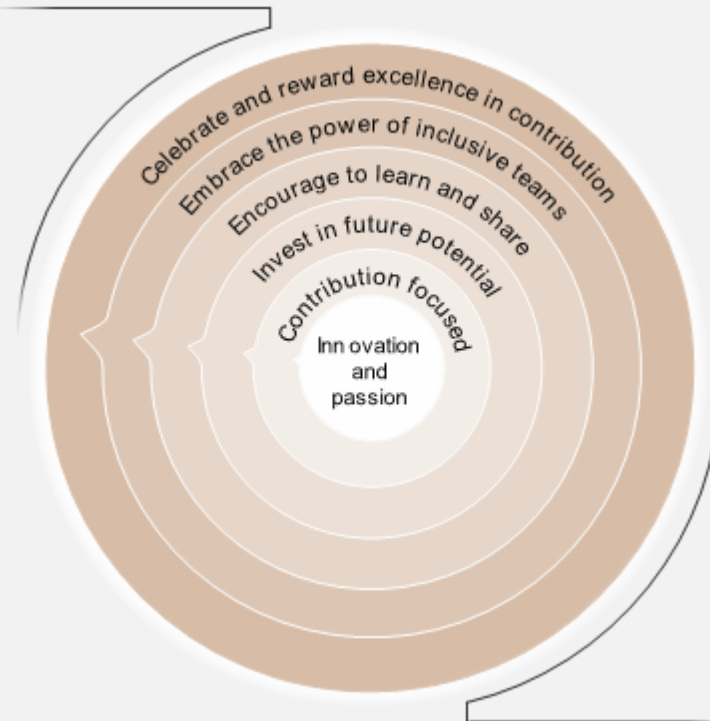 Celebrate and reward excellence in contribution
Embrace the power of inclusive teams
Encourage to learn and share
Invest in future potential
Contribution focused
Inn ovation
and
passion